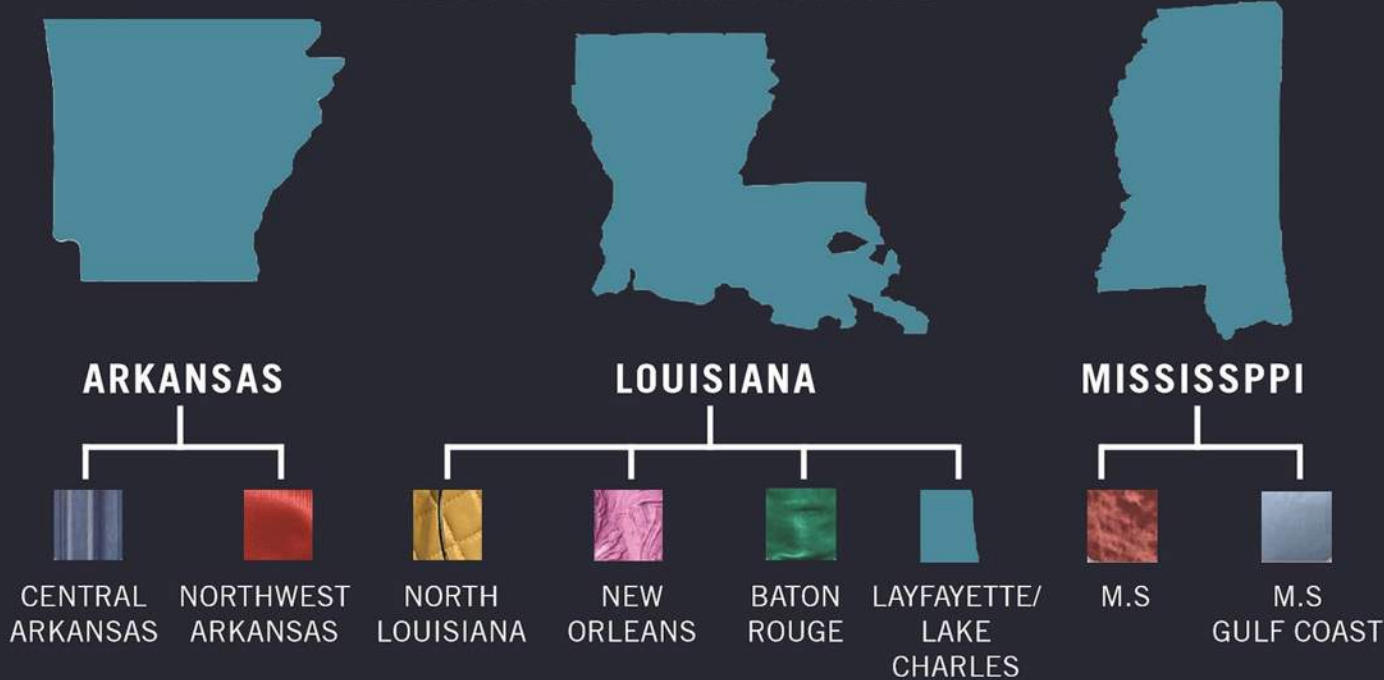 ARKANSAS
LOUISIANA
MISSISSPPI
CENTRAL
ARKANSAS
NORTHWEST
ARKANSAS
NORTH
LOUISIANA
NEW
ORLEANS
BATON
ROUGE
LAYFAYETTE/
LAKE
CHARLES
M.S
M.S
GULF COAST